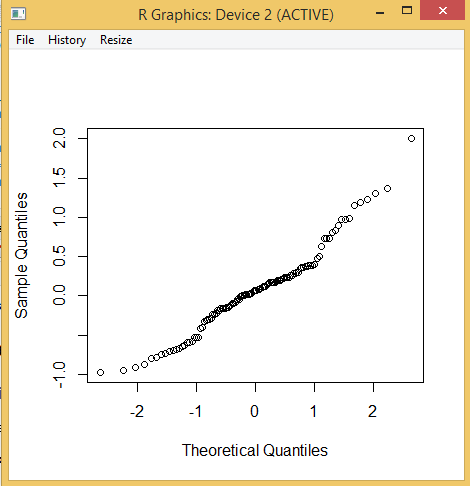 R Graphics: Device 2 (ACTIVE)
File History Resize
Sample Quantiles
2.0
1.5
1.0
0.5
0.0
-1.0
-2 -1 0 1 2
Theoretical Quantiles